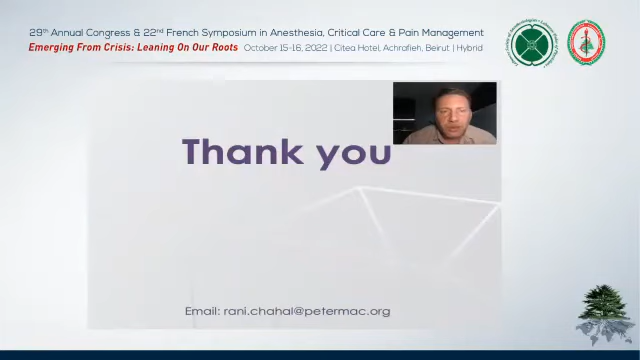 29th Annual Congress & 22nd French Symposium in Anesthesia, Critical Care & Pain Management
Emerging From Crisis: Leaning On Our Roots October 15-16, 2022 | Citea Hotel, Achrafieh, Beirut | Hybrid
Thank you
Email: rani.chahal@petermac.org